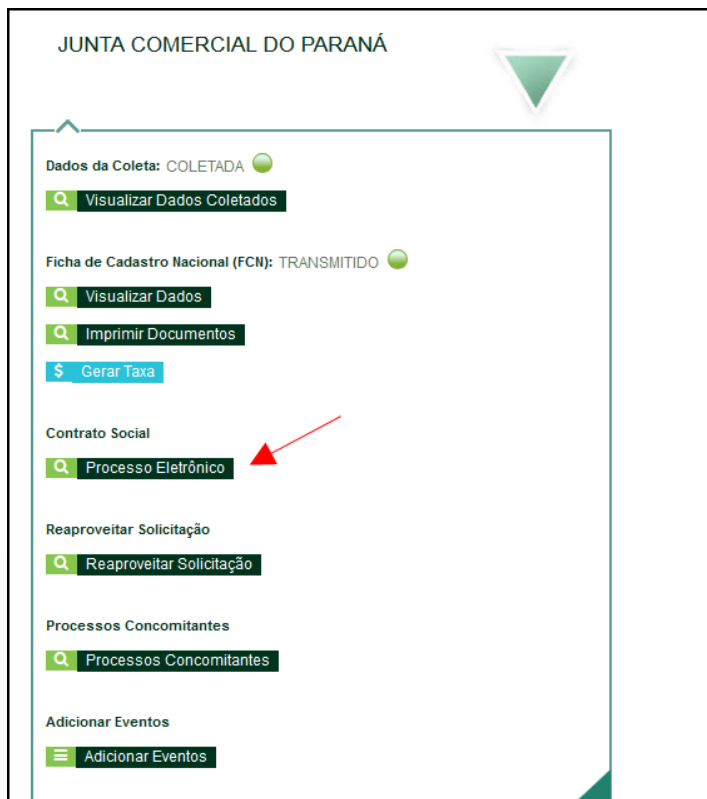 JUNTA COMERCIAL DO PARANÁ
Dados da Coleta: COLETADA
Visualizar Dados Coletados
Ficha de Cadastro Nacional (FCN): TRANSMITIDO
Visualizar Dados
Imprimir Documentos
$ Gerar Taxa
Contrato Social
Processo Eletrônico
Reaproveitar Solicitação
Reaproveitar Solicitação
Processos Concomitantes
Processos Concomitantes
Adicionar Eventos
Adicionar Eventos